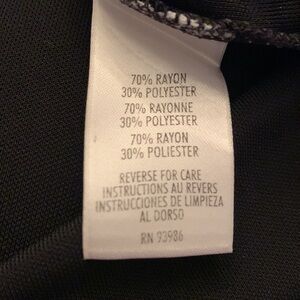 70% RAYON
30% POLYESTER
70% RAYONNE
30% POLYESTER
70% RAYON
30% POLIESTER
REVERSE FOR CARE
INSTRUCTIONS AU REVERS
INSTRUCCIONES DE LIMPIEZA
AL DORSO
RN 93986